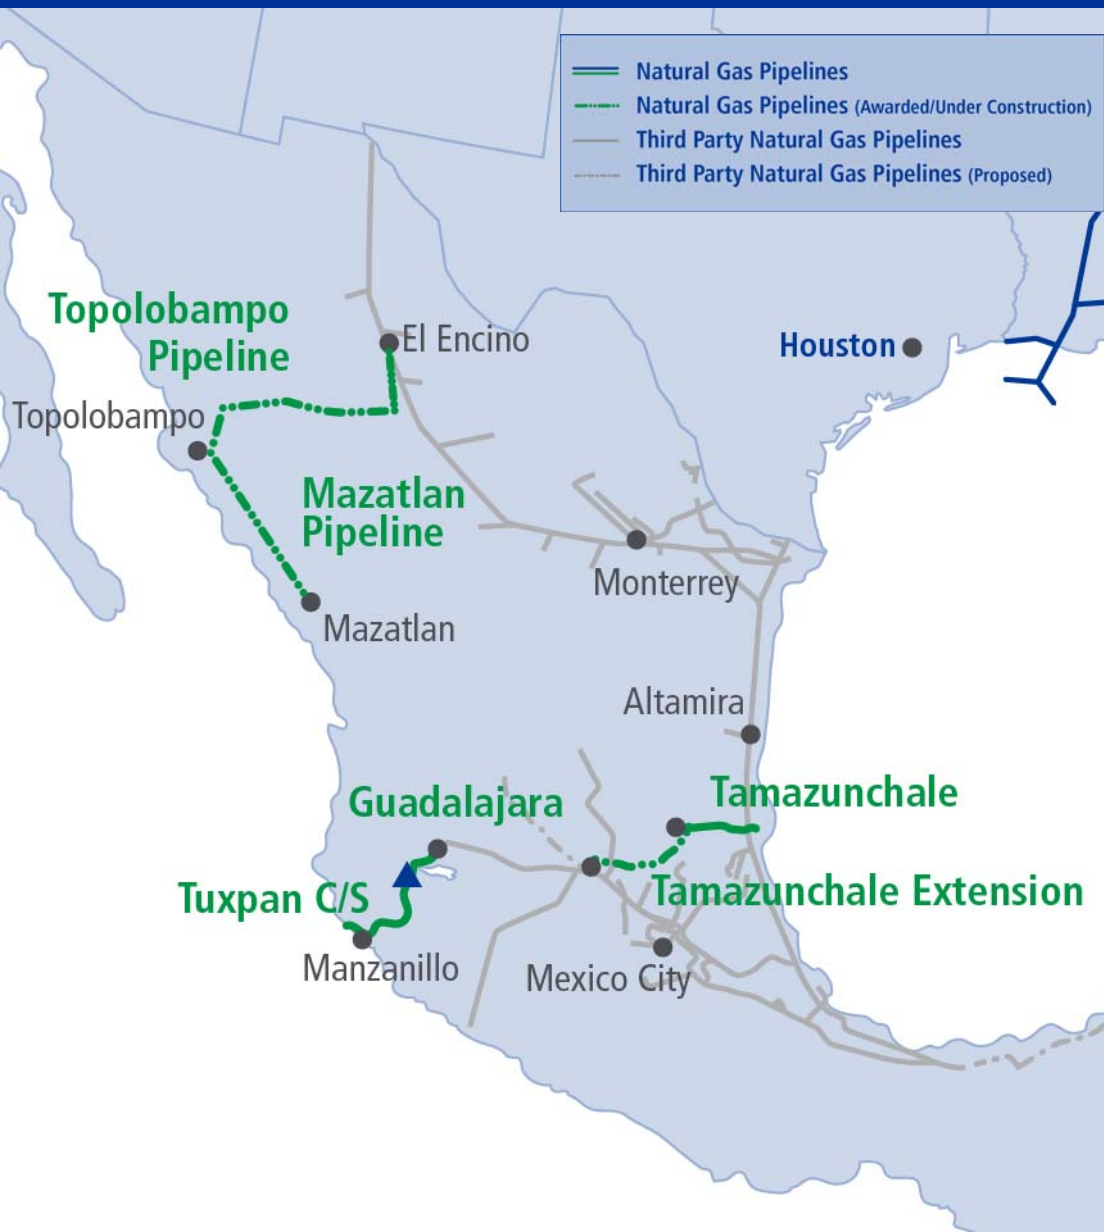 Natural Gas Pipelines
Natural Gas Pipelines (Awarded/Under Construction)
Third Party Natural Gas Pipelines
Third Party Natural Gas Pipelines (Proposed)
Topolobampo
Pipeline
El Encino
Houston
Topolobampo
Mazatlan
Pipeline
Monterrey
Mazatlan
Altamira
Guadalajara
Tamazunchale
Tuxpan C/S
Tamazunchale Extension
Manzanillo
Mexico City